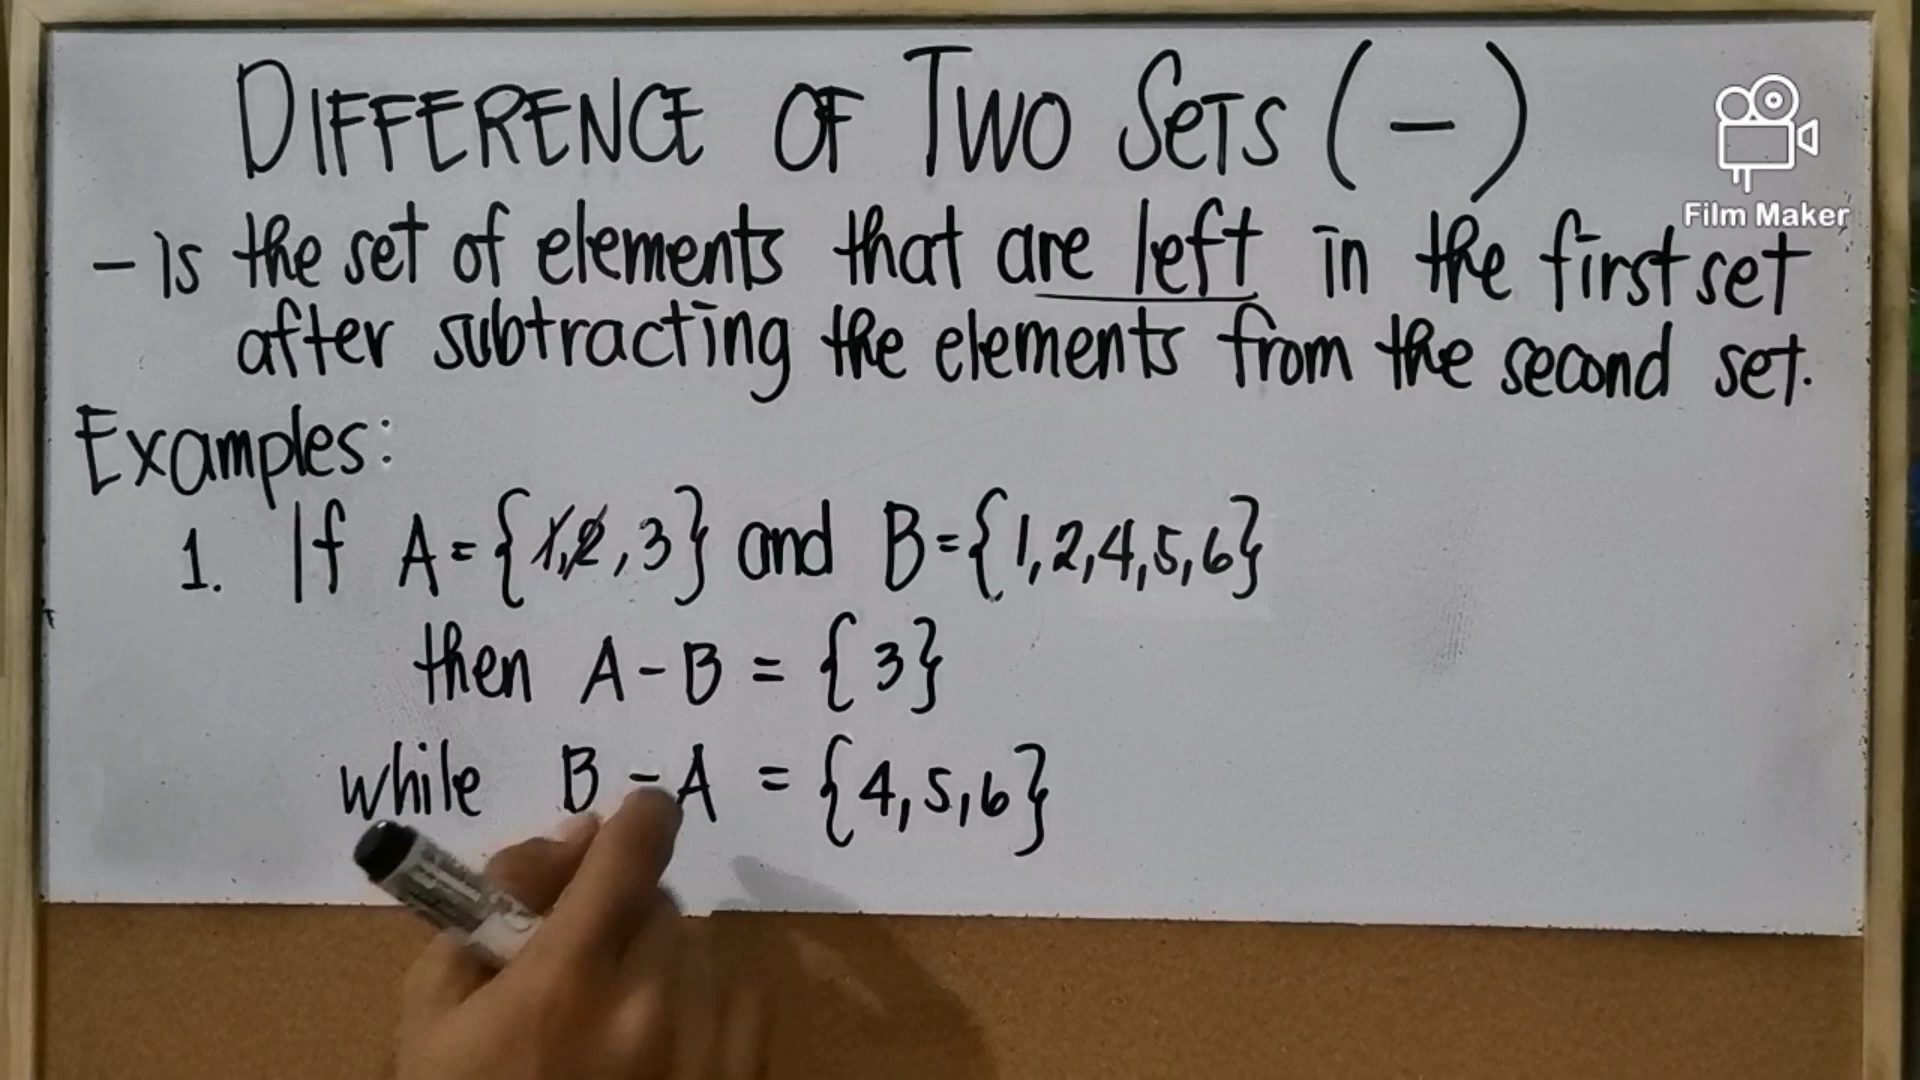 DIFFERENCE OF TWO SETS (-)
Film Maker
- is the set of elements that are left in the first set
after subtracting the elements from the second set.
Examples:
1. If A = {1,2,3} and B = {1,2,4,5,6}
then A - B = {3}
while B - A = {4,5,6}